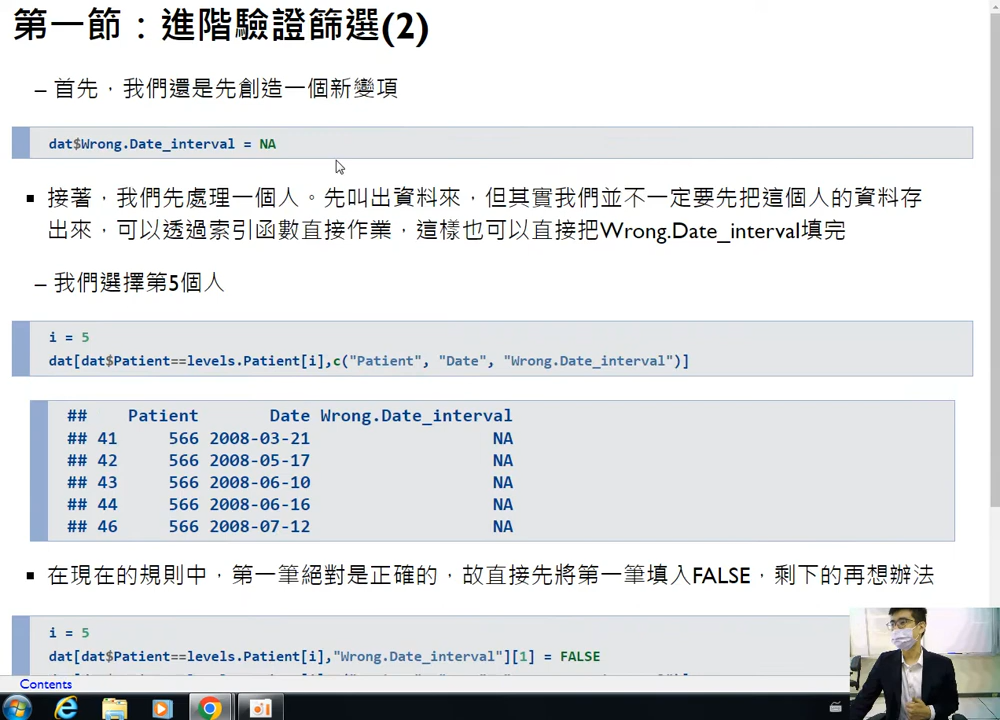 第一節：進階驗證篩選(2)
– 首先，我們還是先創造一個新變項
dat$Wrong.Date_interval = NA
▪ 接著，我們先處理一個人。先叫出資料來，但其實我們並不一定要先把這個人的資料存
出來，可以透過索引函數直接作業，這樣也可以直接把Wrong.Date_interval填完
– 我們選擇第5個人
i = 5
dat[dat$Patient==levels.Patient[i],c("Patient", "Date", "Wrong.Date_interval")]
##    Patient       Date Wrong.Date_interval
## 41     566 2008-03-21                  NA
## 42     566 2008-05-17                  NA
## 43     566 2008-06-10                  NA
## 44     566 2008-06-16                  NA
## 46     566 2008-07-12                  NA
▪ 在現在的規則中，第一筆絕對是正確的，故直接先將第一筆填入FALSE，剩下的再想辦法
i = 5
dat[dat$Patient==levels.Patient[i],"Wrong.Date_interval"][1] = FALSE
Contents